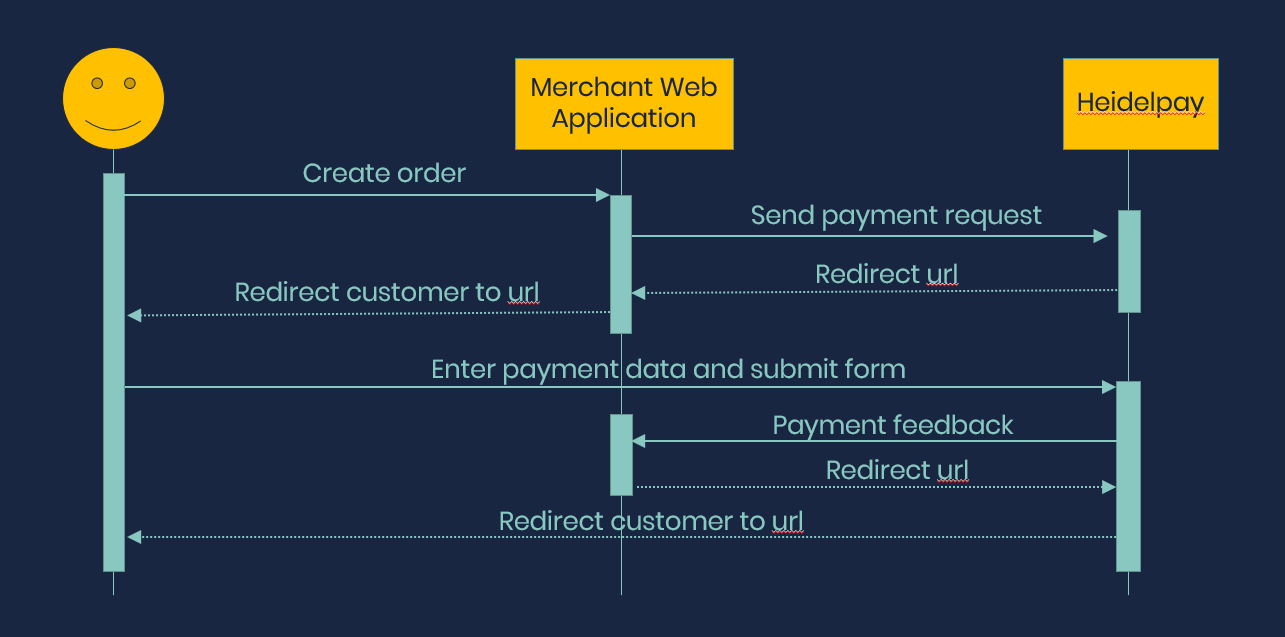 Merchant Web
Application
Heidelpay
Create order
Send payment request
Redirect url
Redirect customer to url
Enter payment data and submit form
Payment feedback
Redirect url
Redirect customer to url